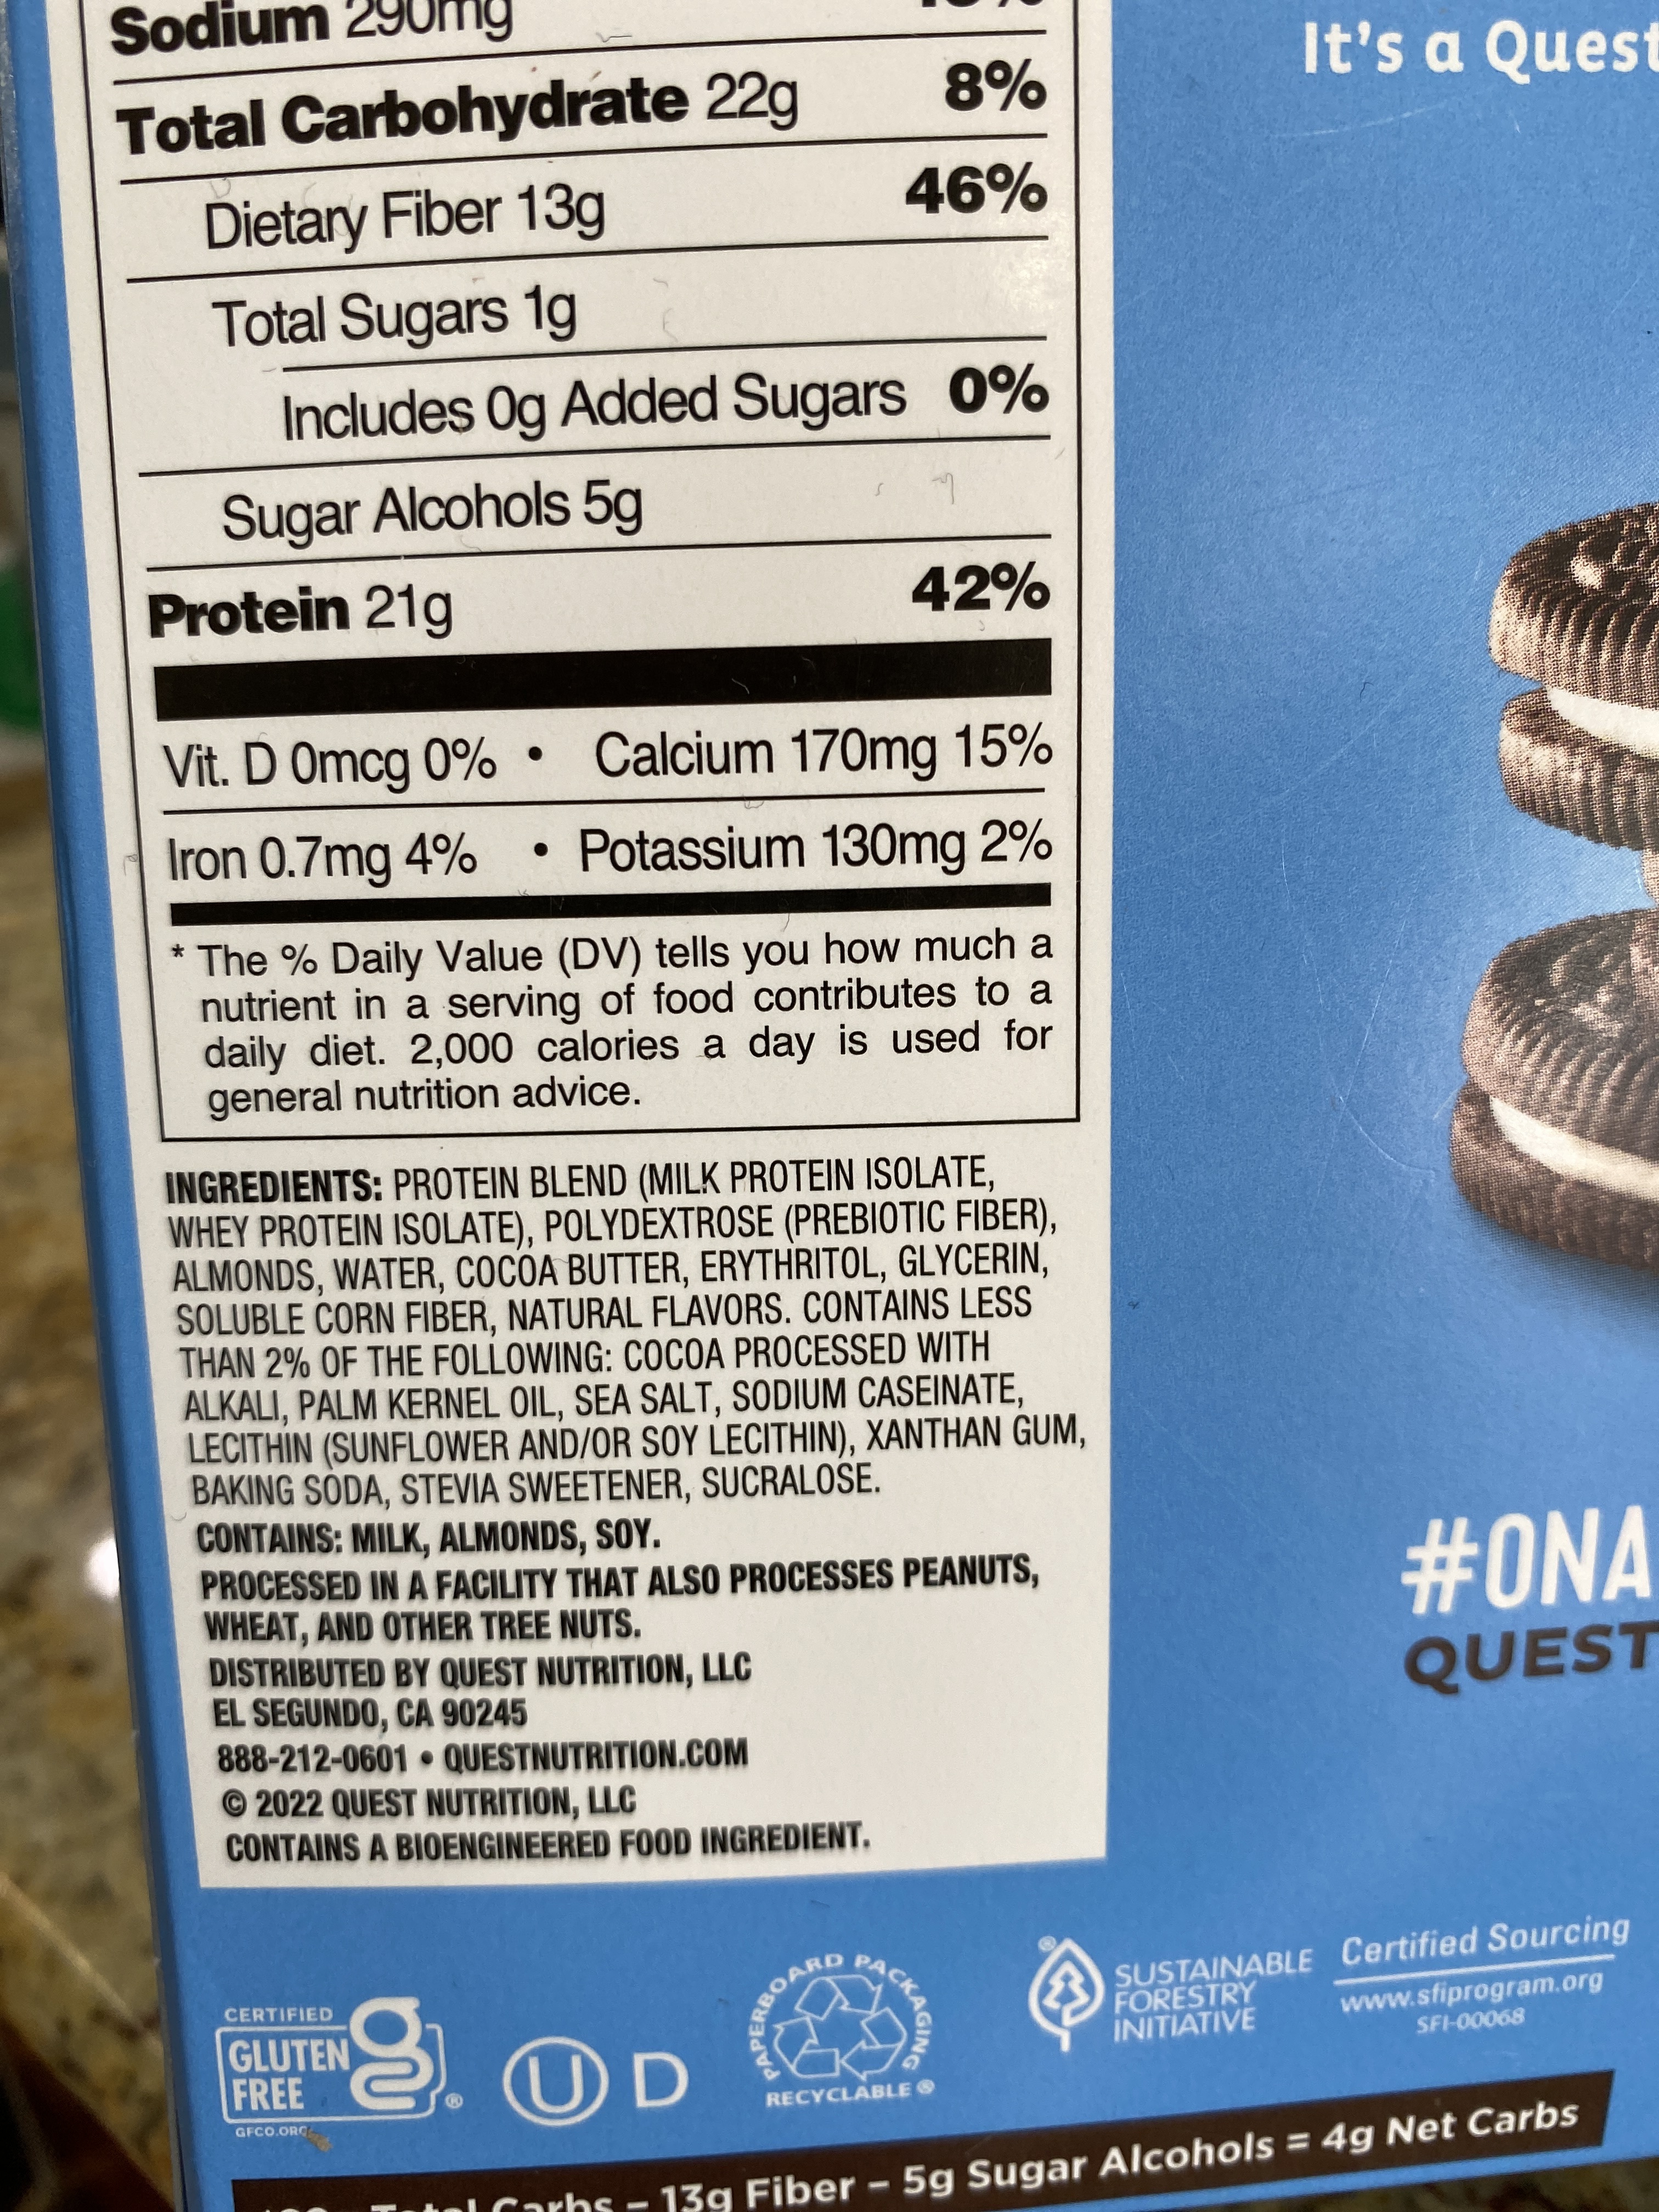 Sodium 290mg
It's a Quest
Total Carbohydrate 22g 8%
Dietary Fiber 13g 46%
Total Sugars 1g
Includes 0g Added Sugars 0%
Sugar Alcohols 5g
Protein 21g 42%
Vit. D 0mcg 0% • Calcium 170mg 15%
Iron 0.7mg 4% • Potassium 130mg 2%
* The % Daily Value (DV) tells you how much a
nutrient in a serving of food contributes to a
daily diet. 2,000 calories a day is used for
general nutrition advice.
INGREDIENTS: PROTEIN BLEND (MILK PROTEIN ISOLATE,
WHEY PROTEIN ISOLATE), POLYDEXTROSE (PREBIOTIC FIBER),
ALMONDS, WATER, COCOA BUTTER, ERYTHRITOL, GLYCERIN,
SOLUBLE CORN FIBER, NATURAL FLAVORS. CONTAINS LESS
THAN 2% OF THE FOLLOWING: COCOA PROCESSED WITH
ALKALI, PALM KERNEL OIL, SEA SALT, SODIUM CASEINATE,
LECITHIN (SUNFLOWER AND/OR SOY LECITHIN), XANTHAN GUM,
BAKING SODA, STEVIA SWEETENER, SUCRALOSE.
CONTAINS: MILK, ALMONDS, SOY.
PROCESSED IN A FACILITY THAT ALSO PROCESSES PEANUTS,
WHEAT, AND OTHER TREE NUTS.
DISTRIBUTED BY QUEST NUTRITION, LLC
EL SEGUNDO, CA 90245
888-212-0601 • QUESTNUTRITION.COM
© 2022 QUEST NUTRITION, LLC
CONTAINS A BIOENGINEERED FOOD INGREDIENT.
#ONA
QUEST
CERTIFIED
GLUTEN
FREE
®
GFCO.ORG
U D
PAPERBOARD PACKAGING
RECYCLABLE ®
®
SUSTAINABLE
FORESTRY
INITIATIVE
Certified Sourcing
www.sfiprogram.org
SFI-00068
Total Carbs – 13g Fiber – 5g Sugar Alcohols = 4g Net Carbs